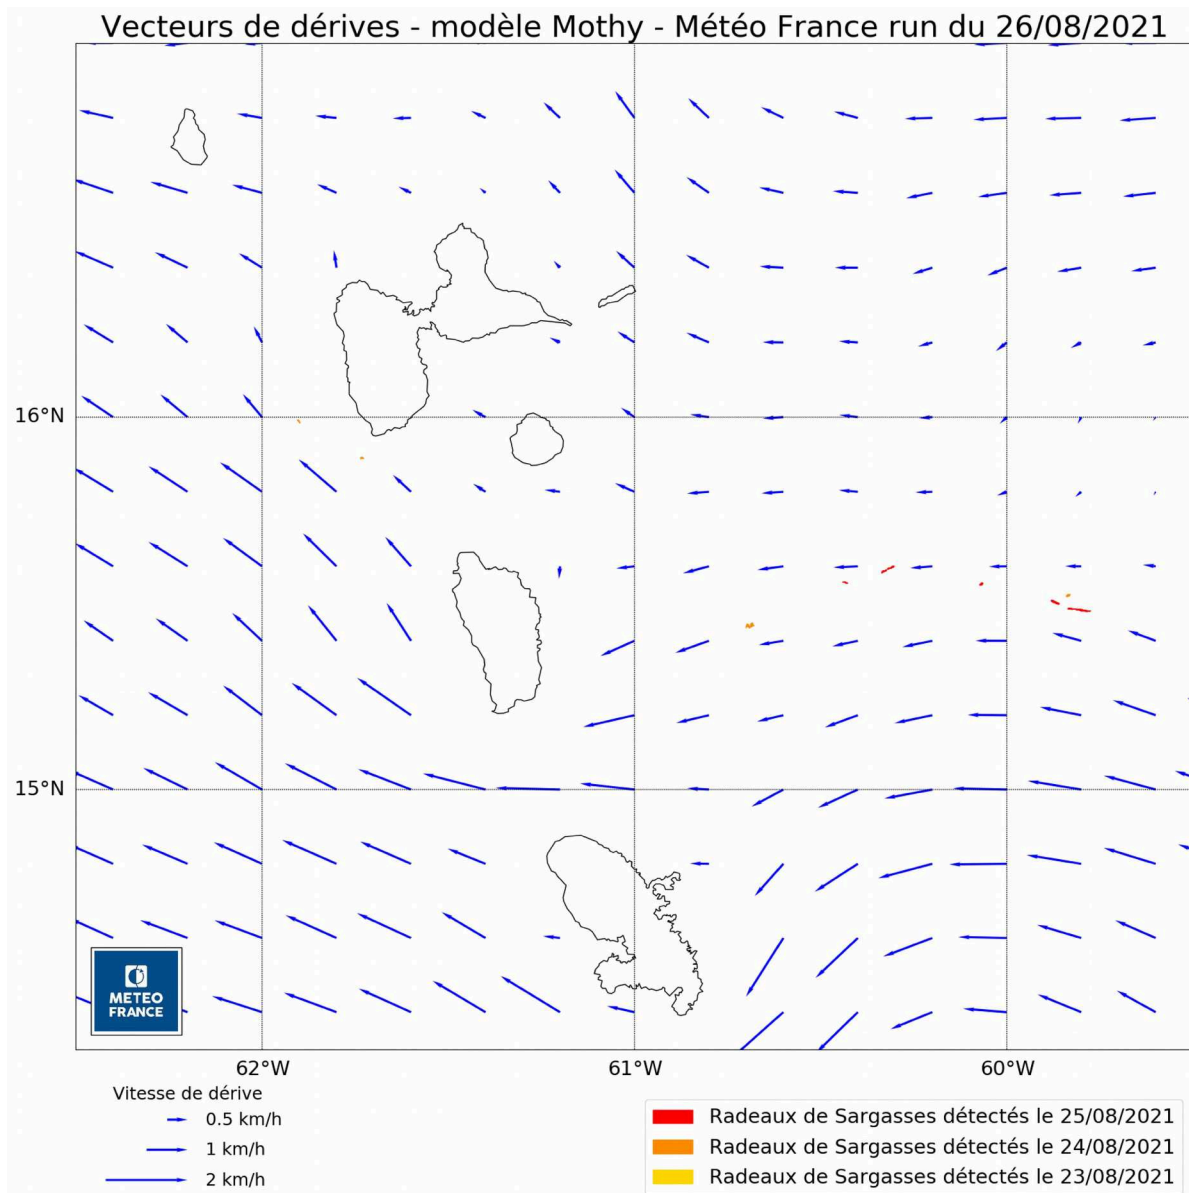 Vecteurs de dérives - modèle Mothy - Météo France run du 26/08/2021
16°N
15°N
METEO
FRANCE
62°W
61°W
60°W
Vitesse de dérive
0.5 km/h
1 km/h
2 km/h
Radeaux de Sargasses détectés le 25/08/2021
Radeaux de Sargasses détectés le 24/08/2021
Radeaux de Sargasses détectés le 23/08/2021